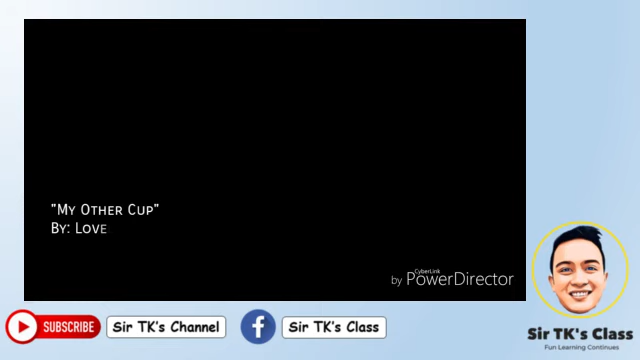 "My Other Cup"
By: Love
by CyberLink PowerDirector
SUBSCRIBE
Sir TK's Channel
f
Sir TK's Class
Sir TK's Class
Fun Learning Continues